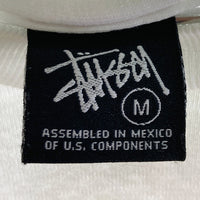 Stüssy
M
ASSEMBLED IN MEXICO
OF U.S. COMPONENTS